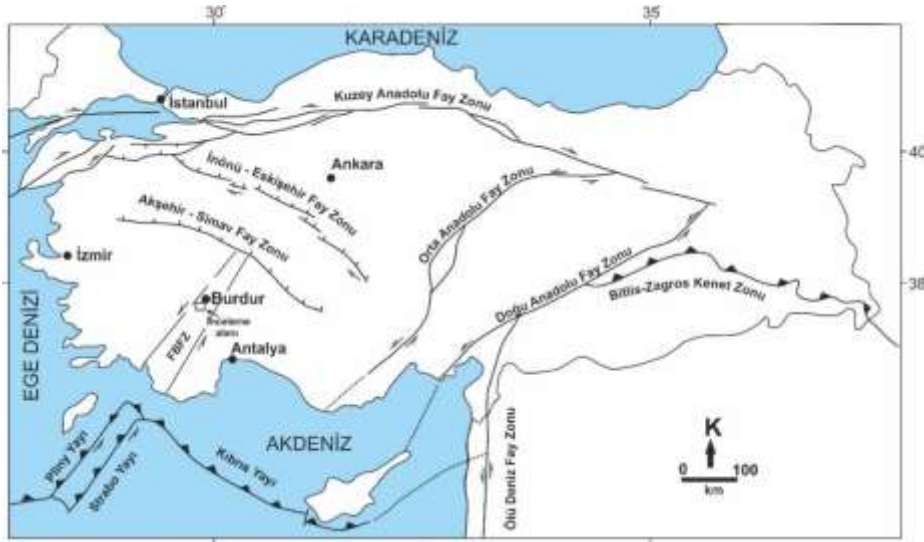 30
35
KARADENİZ
İstanbul
Kuzey Anadolu Fay Zonu
40
Ankara
İnönü - Eskişehir Fay Zonu
Orta Anadolu Fay Zonu
Akşehir - Simav Fay Zonu
İzmir
Doğu Anadolu Fay Zonu
38
Bitlis-Zagros Kenet Zonu
Burdur
İnceleme
alanı
FBFZ
Antalya
EGE DENİZİ
AKDENİZ
Pliny Yayı
Strabo Yayı
Kıbrıs Yayı
Ölü Deniz Fay Zonu
K
0 100
km